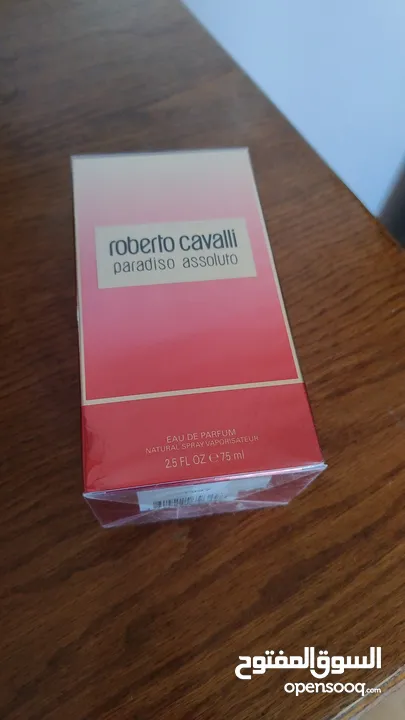 roberto cavalli
paradiso assoluto
EAU DE PARFUM
NATURAL SPRAY VAPORISATEUR
2.5 FL OZ ℮ 75 ml
السوق المفتوح
opensooq.com